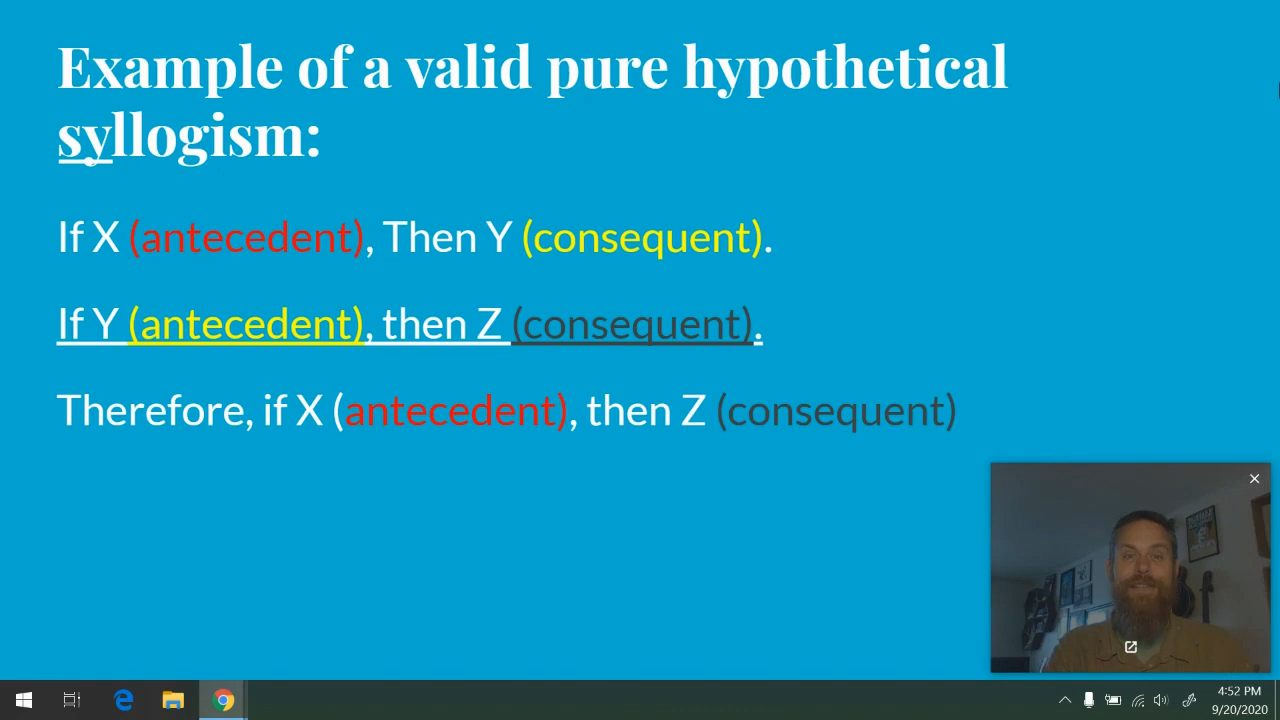 Example of a valid pure hypothetical
syllogism:
If X (antecedent), Then Y (consequent).
If Y (antecedent), then Z (consequent).
Therefore, if X (antecedent), then Z (consequent)
4:52 PM
9/20/2020